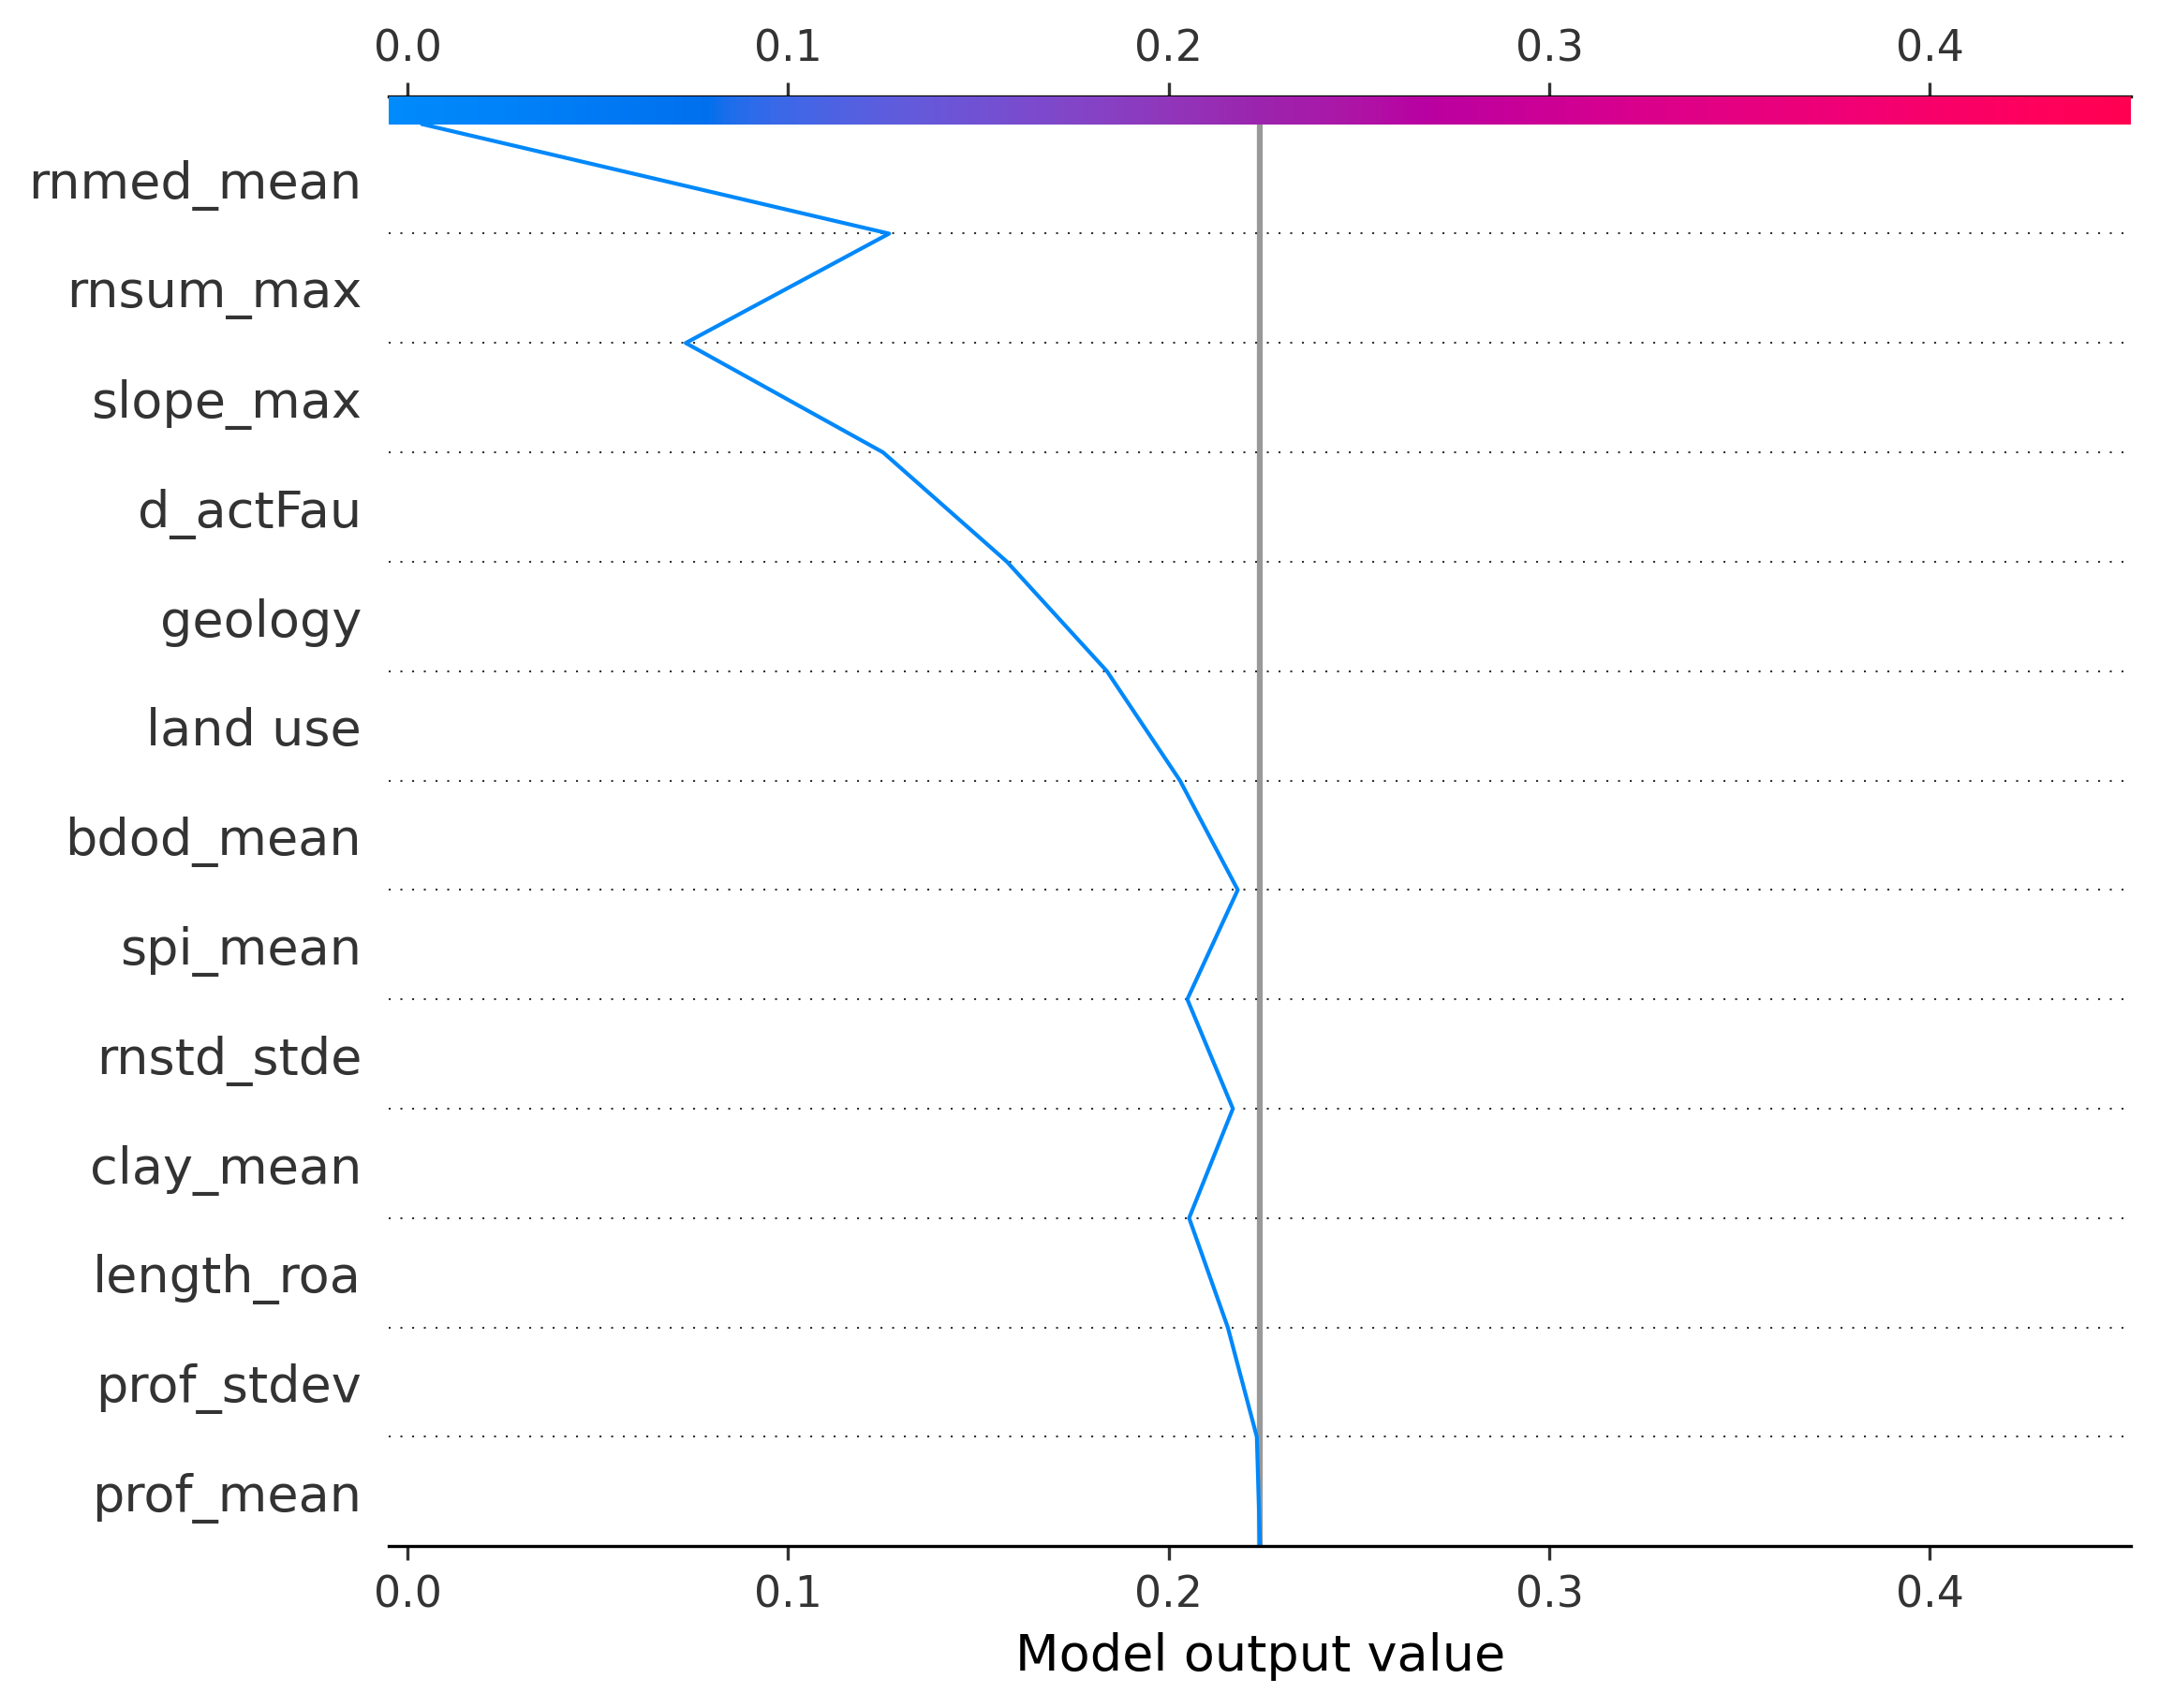 0.0 0.1 0.2 0.3 0.4
rnmed_mean
rnsum_max
slope_max
d_actFau
geology
land use
bdod_mean
spi_mean
rnstd_stde
clay_mean
length_roa
prof_stdev
prof_mean
0.0 0.1 0.2 0.3 0.4
Model output value